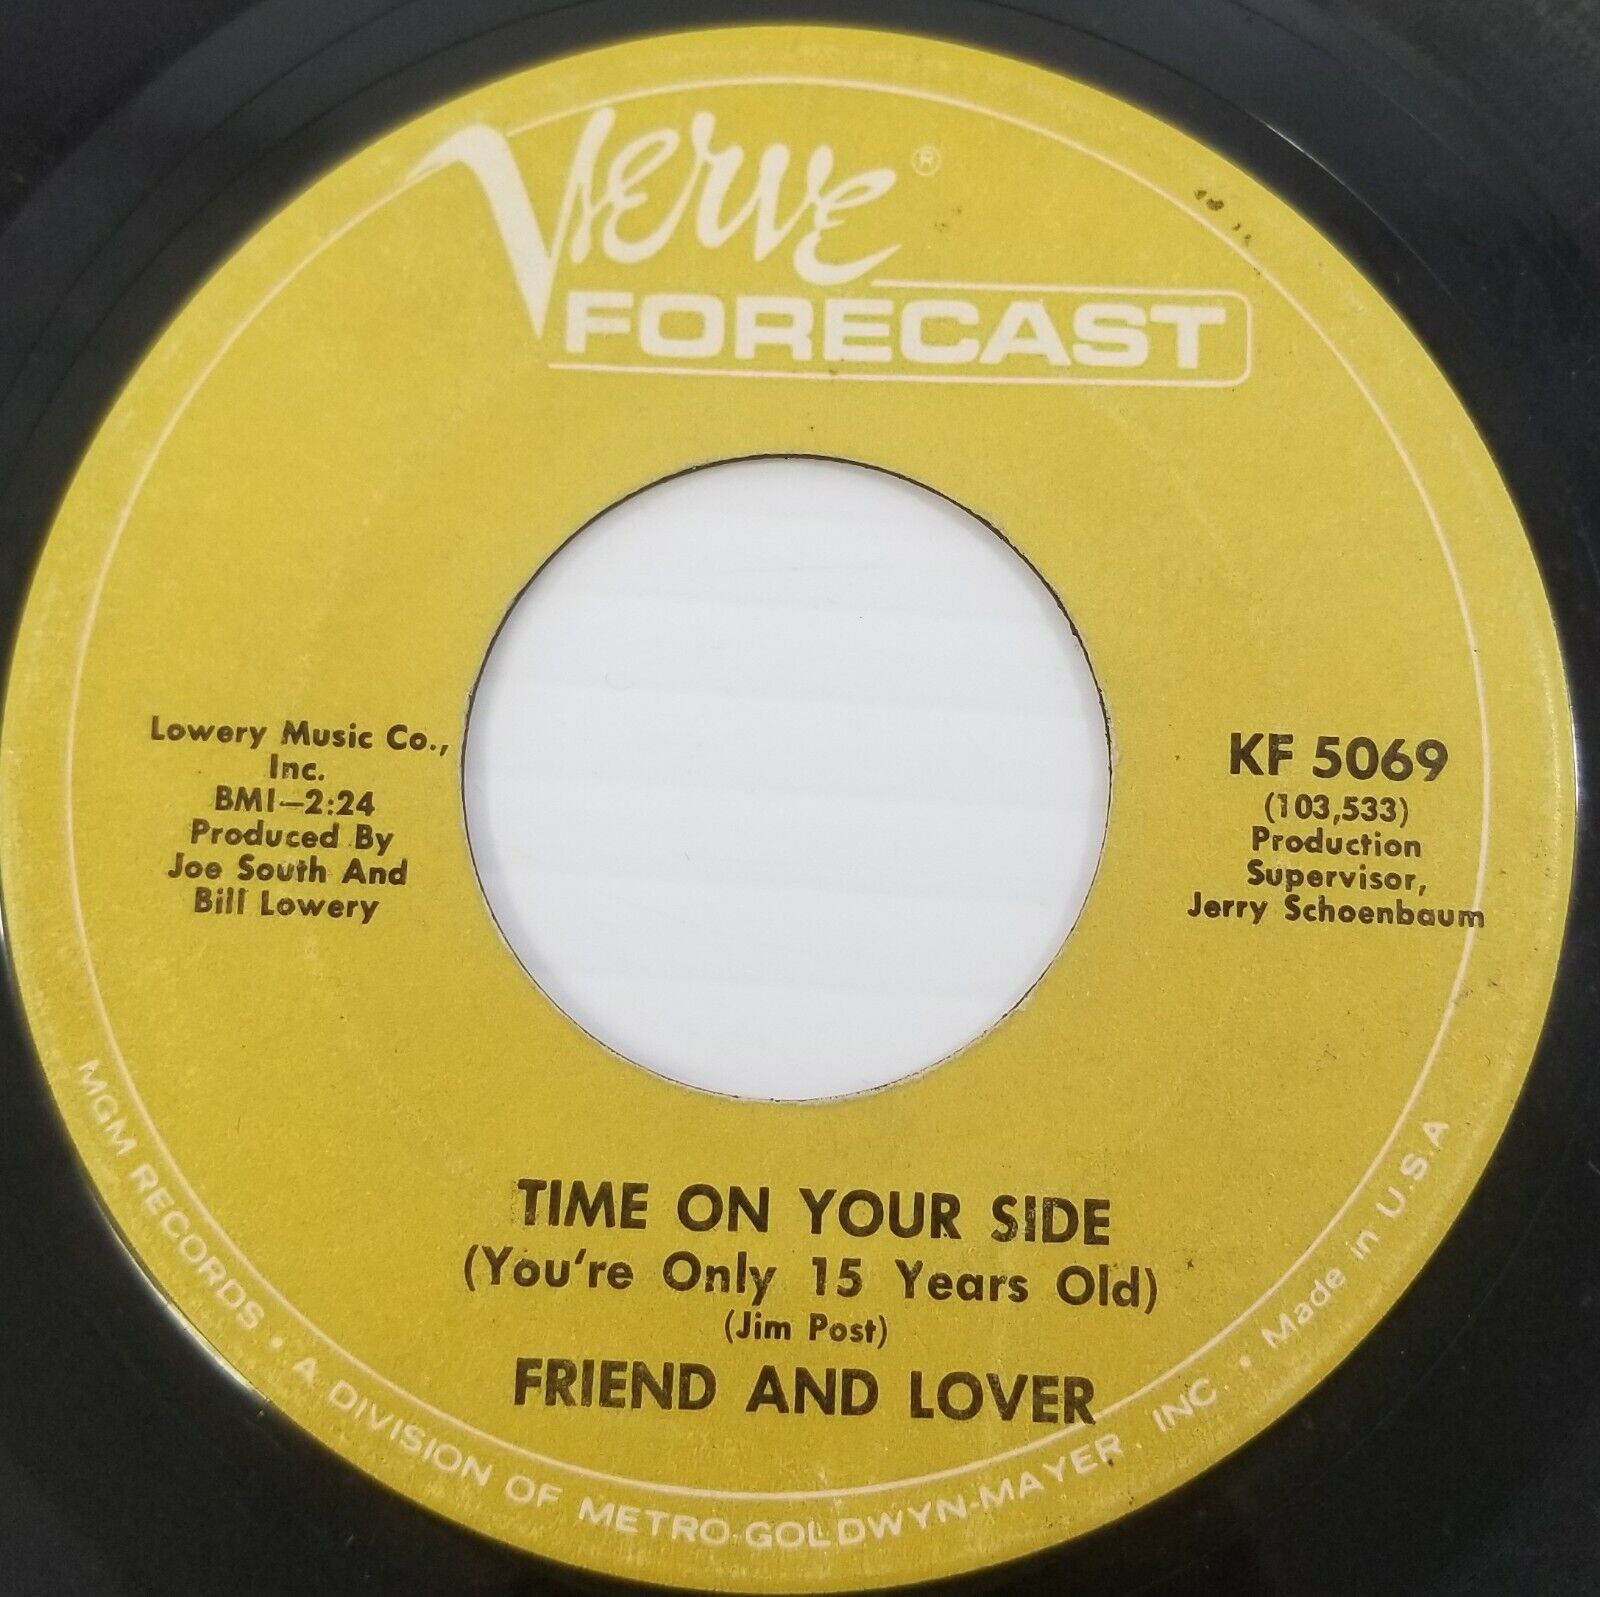 Verve®
FORECAST
Lowery Music Co.,
Inc.
BMI—2:24
Produced By
Joe South And
Bill Lowery
KF 5069
(103,533)
Production
Supervisor,
Jerry Schoenbaum
TIME ON YOUR SIDE
(You're Only 15 Years Old)
(Jim Post)
FRIEND AND LOVER
MGM RECORDS • A DIVISION OF METRO-GOLDWYN-MAYER, INC. • Made in U.S.A